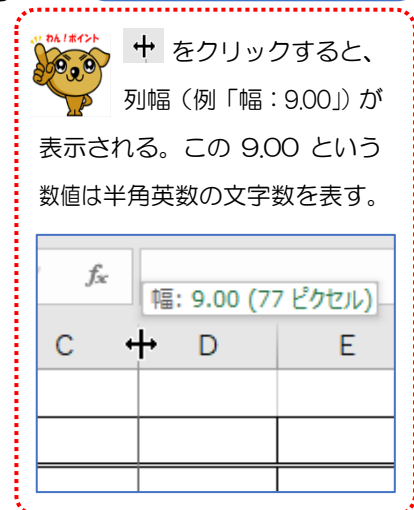 わん！ポイント
をクリックすると、
列幅（例「幅：9.00」）が
表示される。この 9.00 という
数値は半角英数の文字数を表す。
fx
幅: 9.00 (77 ピクセル)
C D E